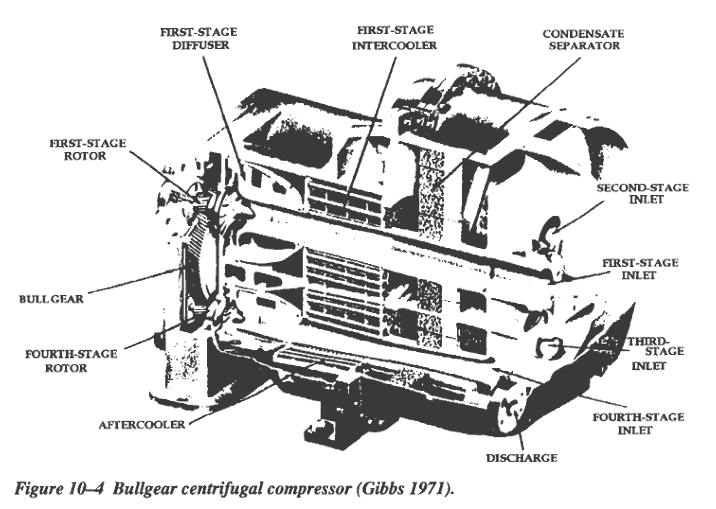 FIRST-STAGE
DIFFUSER
FIRST-STAGE
INTERCOOLER
CONDENSATE
SEPARATOR
FIRST-STAGE
ROTOR
SECOND-STAGE
INLET
FIRST-STAGE
INLET
BULL GEAR
THIRD-
STAGE
INLET
FOURTH-STAGE
ROTOR
FOURTH-STAGE
INLET
AFTERCOOLER
DISCHARGE
Figure 10–4 Bullgear centrifugal compressor (Gibbs 1971).